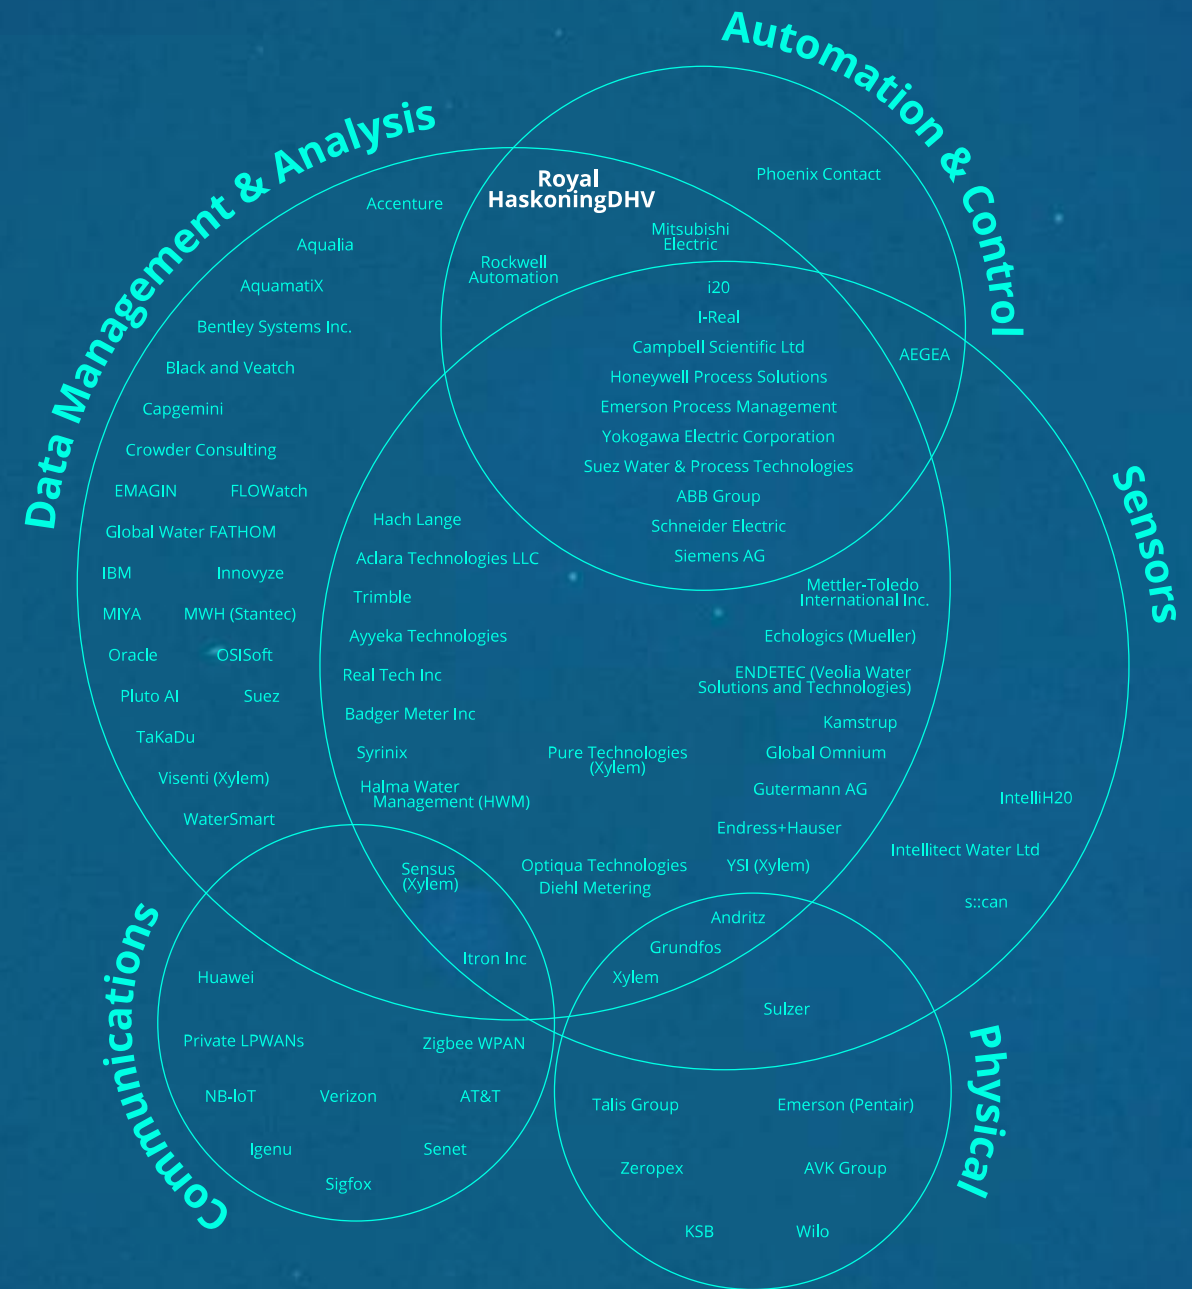 Automation & Control
Data Management & Analysis
Royal
HaskoningDHV
Phoenix Contact
Accenture
Mitsubishi
Electric
Aqualia
Rockwell
Automation
AquamatiX
i20
I-Real
Bentley Systems Inc.
Campbell Scientific Ltd
AEGEA
Black and Veatch
Honeywell Process Solutions
Capgemini
Emerson Process Management
Yokogawa Electric Corporation
Crowder Consulting
Suez Water & Process Technologies
Sensors
EMAGIN
FLOWatch
ABB Group
Hach Lange
Schneider Electric
Global Water FATHOM
Aclara Technologies LLC
Siemens AG
IBM
Innovyze
Mettler-Toledo
International Inc.
Trimble
MIYA
MWH (Stantec)
Ayyeka Technologies
Echologics (Mueller)
Oracle
OSISoft
Real Tech Inc
ENDETEC (Veolia Water
Solutions and Technologies)
Pluto AI
Suez
Badger Meter Inc
Kamstrup
TaKaDu
Syrinix
Pure Technologies
(Xylem)
Global Omnium
Visenti (Xylem)
Halma Water
Management (HWM)
Gutermann AG
IntelliH20
WaterSmart
Endress+Hauser
Intellitect Water Ltd
Sensus
(Xylem)
Optiqua Technologies
YSI (Xylem)
Diehl Metering
s::can
Communications
Andritz
Grundfos
Itron Inc
Xylem
Huawei
Sulzer
Physical
Private LPWANs
Zigbee WPAN
NB-IoT
Verizon
AT&T
Talis Group
Emerson (Pentair)
Igenu
Senet
Zeropex
AVK Group
Sigfox
KSB
Wilo